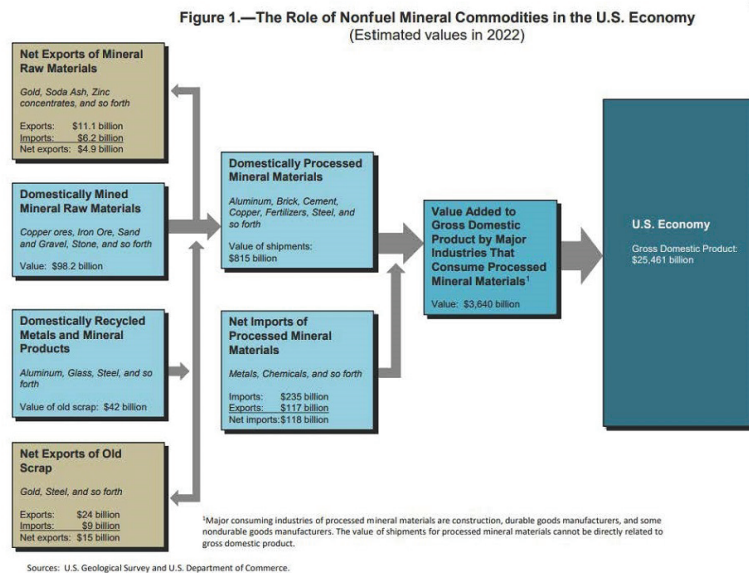 Figure 1.—The Role of Nonfuel Mineral Commodities in the U.S. Economy
(Estimated values in 2022)
Net Exports of Mineral
Raw Materials
Gold, Soda Ash, Zinc
concentrates, and so forth
Exports: $11.1 billion
Imports: $6.2 billion
Net exports: $4.9 billion
Domestically Mined
Mineral Raw Materials
Copper ores, Iron Ore, Sand
and Gravel, Stone, and so forth
Value: $98.2 billion
Domestically Recycled
Metals and Mineral
Products
Aluminum, Glass, Steel, and so
forth
Value of old scrap: $42 billion
Net Exports of Old
Scrap
Gold, Steel, and so forth
Exports: $24 billion
Imports: $9 billion
Net exports: $15 billion
Domestically Processed
Mineral Materials
Aluminum, Brick, Cement,
Copper, Fertilizers, Steel, and
so forth
Value of shipments:
$815 billion
Net Imports of
Processed Mineral
Materials
Metals, Chemicals, and so forth
Imports: $235 billion
Exports: $117 billion
Net imports:$118 billion
Value Added to
Gross Domestic
Product by Major
Industries That
Consume Processed
Mineral Materials¹
Value: $3,640 billion
U.S. Economy
Gross Domestic Product:
$25,461 billion
¹Major consuming industries of processed mineral materials are construction, durable goods manufacturers, and some
nondurable goods manufacturers. The value of shipments for processed mineral materials cannot be directly related to
gross domestic product.
Sources: U.S. Geological Survey and U.S. Department of Commerce.